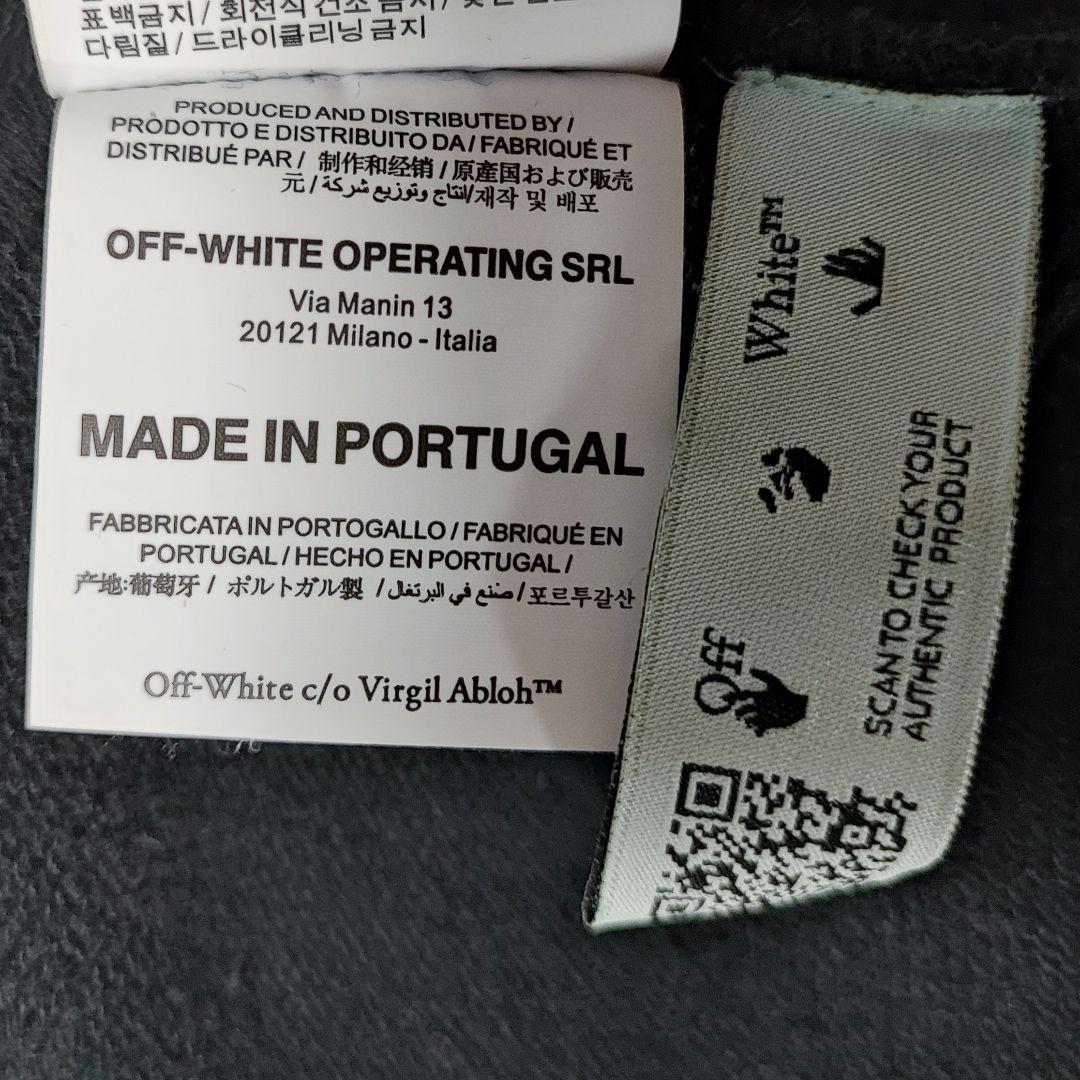 표백금지 / 회전식 건조 금지 /
다림질 / 드라이클리닝 금지
PRODUCED AND DISTRIBUTED BY /
PRODOTTO E DISTRIBUITO DA / FABRIQUÉ ET
DISTRIBUÉ PAR / 制作和经销 / 原産国および販売
元 / انتاج وتوزيع شركة / 재작 및 배포
OFF-WHITE OPERATING SRL
Via Manin 13
20121 Milano - Italia
MADE IN PORTUGAL
FABBRICATA IN PORTOGALLO / FABRIQUÉ EN
PORTUGAL / HECHO EN PORTUGAL /
产地:葡萄牙 / ポルトガル製 / صنع في البرتغال / 포르투갈산
Off-White c/o Virgil Abloh™
Off White™
SCAN TO CHECK YOUR
AUTHENTIC PRODUCT